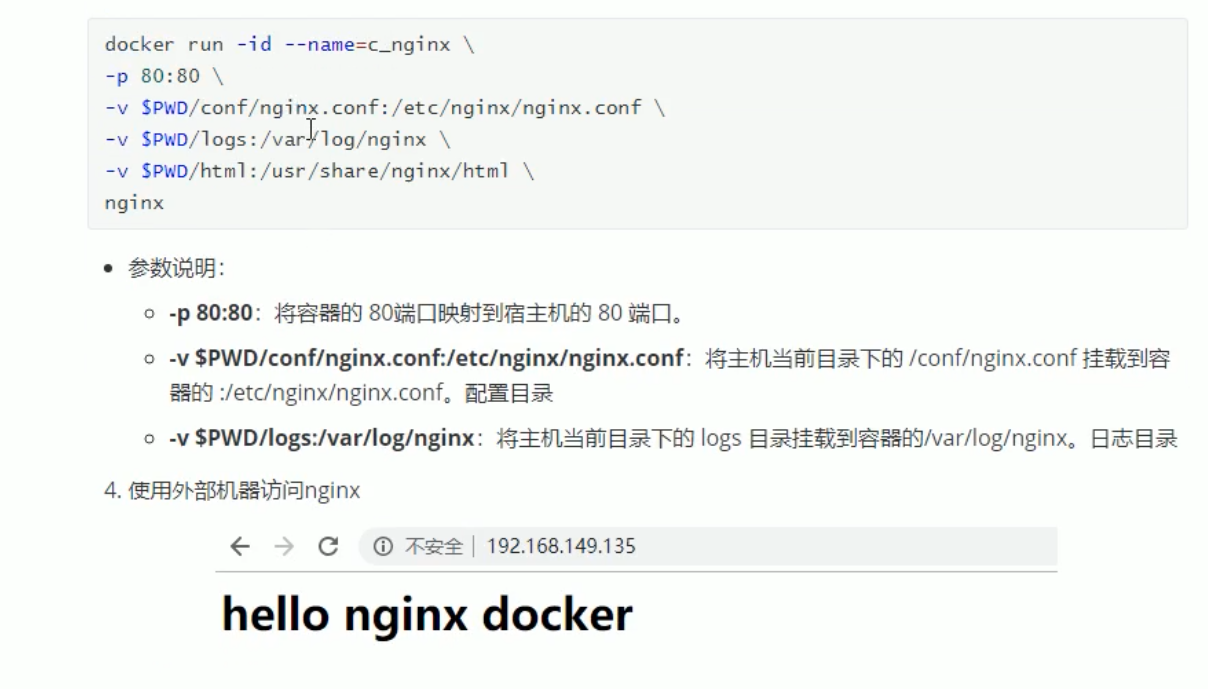 docker run -id --name=c_nginx \
-p 80:80 \
-v $PWD/conf/nginx.conf:/etc/nginx/nginx.conf \
-v $PWD/logs:/var/log/nginx \
-v $PWD/html:/usr/share/nginx/html \
nginx
• 参数说明：
○ -p 80:80：将容器的 80端口映射到宿主机的 80 端口。
○ -v $PWD/conf/nginx.conf:/etc/nginx/nginx.conf：将主机当前目录下的 /conf/nginx.conf 挂载到容
器的 :/etc/nginx/nginx.conf。配置目录
○ -v $PWD/logs:/var/log/nginx：将主机当前目录下的 logs 目录挂载到容器的/var/log/nginx。日志目录
4. 使用外部机器访问nginx
不安全 | 192.168.149.135
hello nginx docker